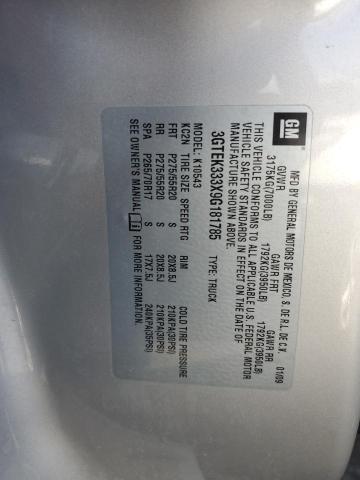 GM
MFD BY GENERAL MOTORS DE MEXICO, S. DE R.L. DE C.V. 01/09
GVWR GAWR FRT GAWR RR
3175KG(7000LB) 1792KG(3950LB) 1792KG(3950LB)
THIS VEHICLE CONFORMS TO ALL APPLICABLE U.S. FEDERAL MOTOR
VEHICLE SAFETY STANDARDS IN EFFECT ON THE DATE OF
MANUFACTURE SHOWN ABOVE.
3GTEK333X9G181785 TYPE: TRUCK
MODEL: K10543
KC2N TIRE SIZE SPEED RTG RIM COLD TIRE PRESSURE
FRT P275/55R20 S 20X8.5J 210KPA(30PSI)
RR P275/55R20 S 20X8.5J 210KPA(30PSI)
SPA P265/70R17 S 17X7.5J 240KPA(35PSI)
SEE OWNER'S MANUAL FOR MORE INFORMATION.